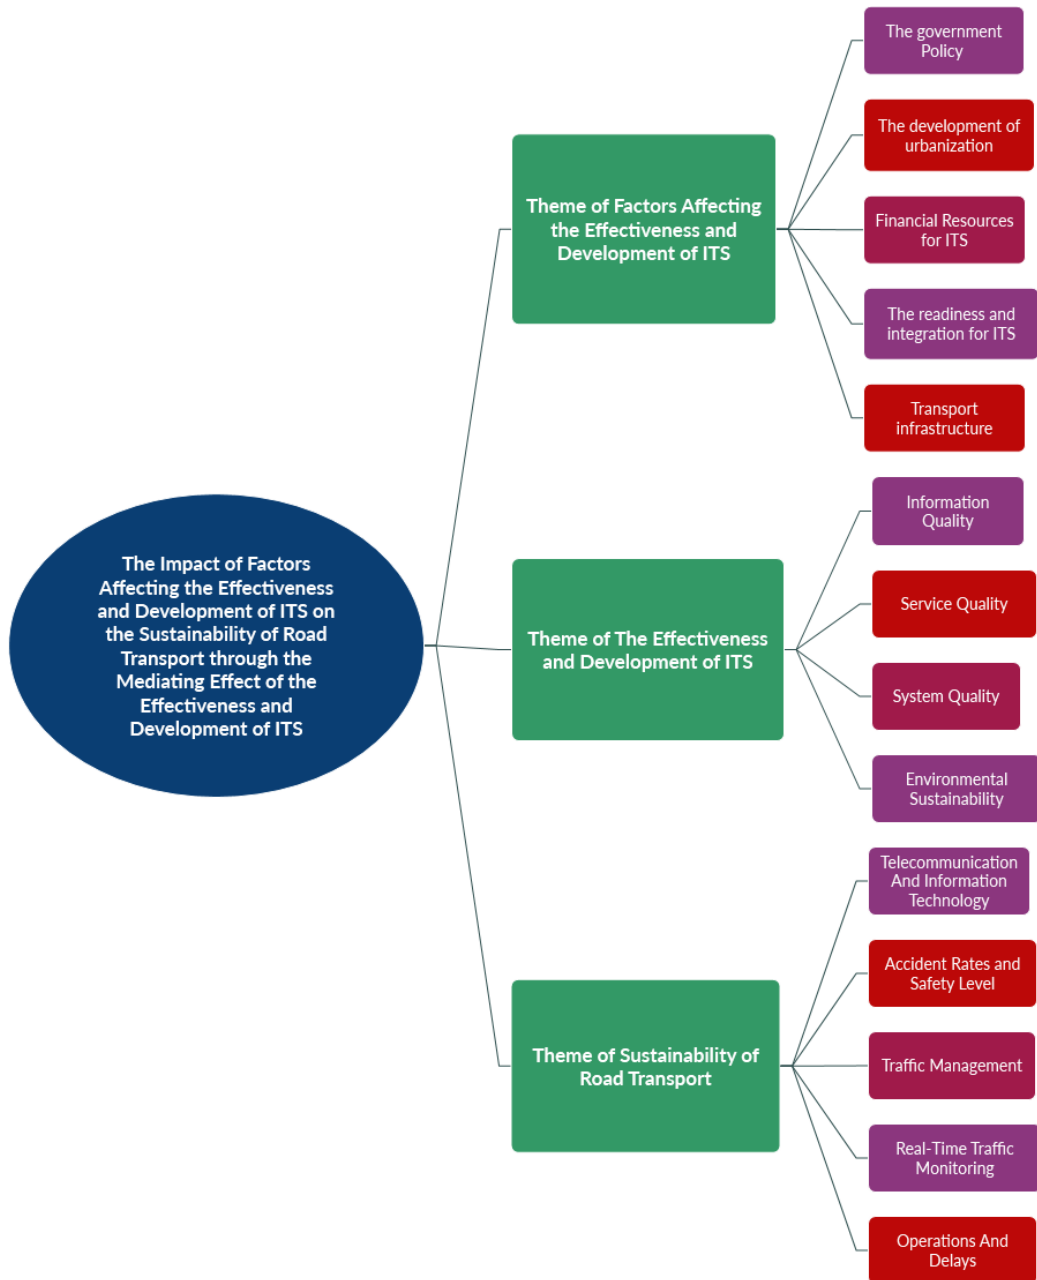 The government
Policy
The development of
urbanization
Financial Resources
for ITS
The readiness and
integration for ITS
Transport
infrastructure
Theme of Factors Affecting
the Effectiveness and
Development of ITS
Information
Quality
Service Quality
System Quality
Environmental
Sustainability
Theme of The Effectiveness
and Development of ITS
The Impact of Factors
Affecting the Effectiveness
and Development of ITS on
the Sustainability of Road
Transport through the
Mediating Effect of the
Effectiveness and
Development of ITS
Telecommunication
And Information
Technology
Accident Rates and
Safety Level
Traffic Management
Real-Time Traffic
Monitoring
Operations And
Delays
Theme of Sustainability of
Road Transport